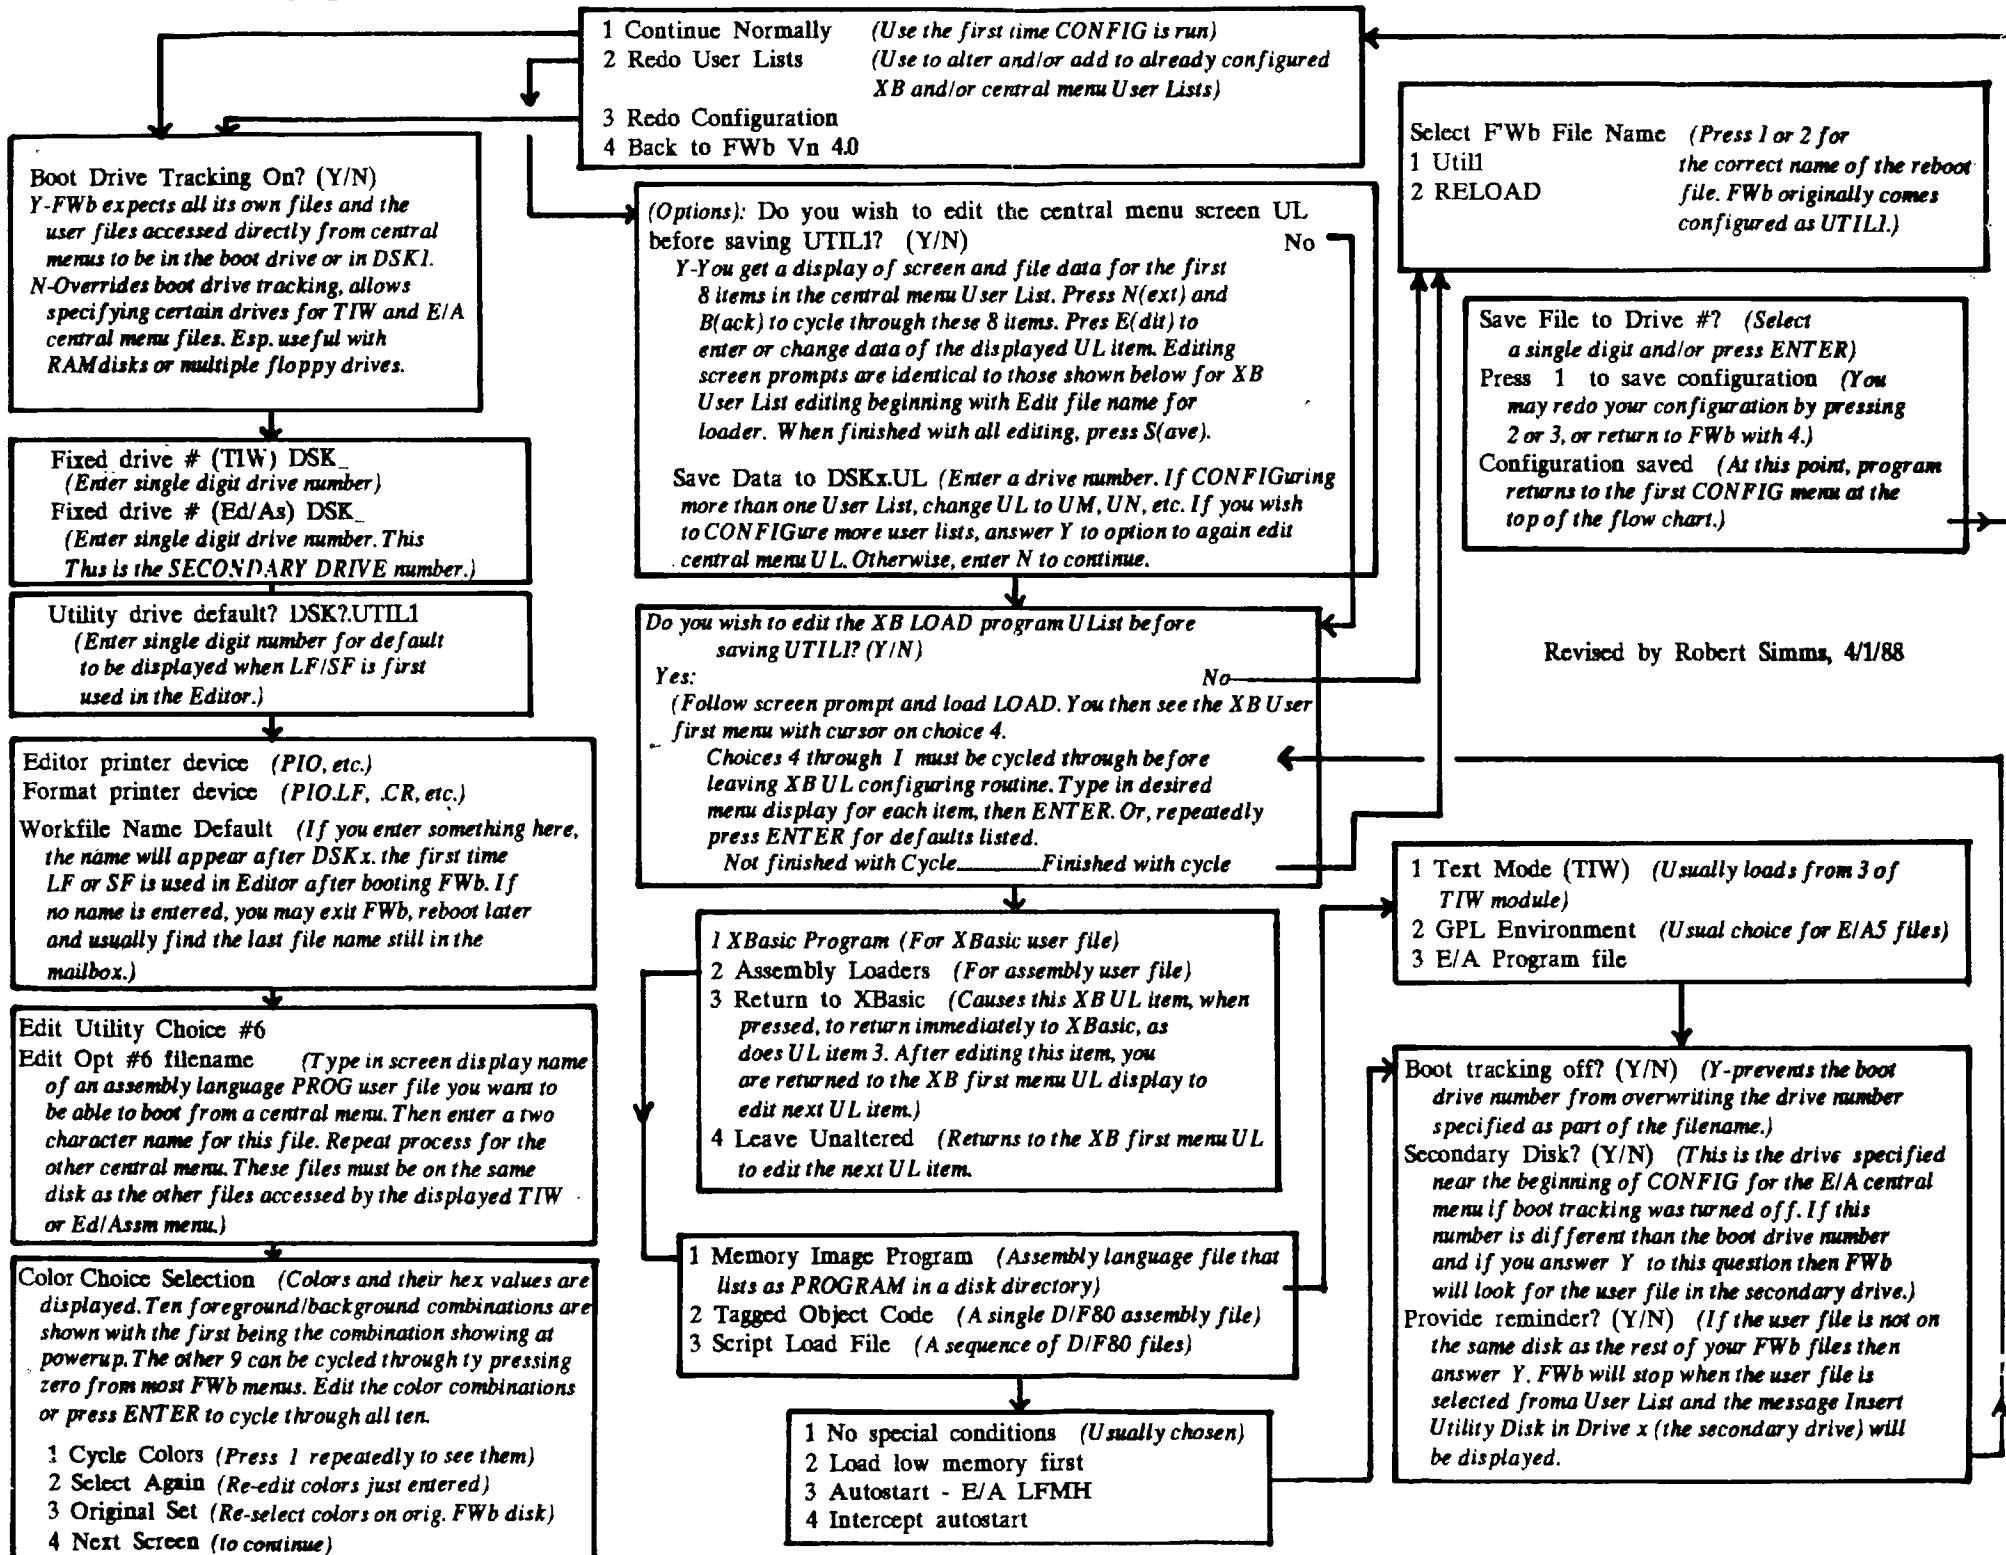 1 Continue Normally (Use the first time CONFIG is run)
2 Redo User Lists (Use to alter and/or add to already configured
XB and/or central menu User Lists)
3 Redo Configuration
4 Back to FWb Vn 4.0
Boot Drive Tracking On? (Y/N)
Y-FWb expects all its own files and the
user files accessed directly from central
menus to be in the boot drive or in DSK1.
N-Overrides boot drive tracking, allows
specifying certain drives for TIW and E/A
central menu files. Esp. useful with
RAMdisks or multiple floppy drives.
Fixed drive # (TIW) DSK_
(Enter single digit drive number)
Fixed drive # (Ed/As) DSK_
(Enter single digit drive number. This
This is the SECONDARY DRIVE number.)
Utility drive default? DSK?.UTIL1
(Enter single digit number for default
to be displayed when LF/SF is first
used in the Editor.)
Editor printer device (PIO, etc.)
Format printer device (PIO.LF, .CR, etc.)
Workfile Name Default (If you enter something here,
the name will appear after DSKx. the first time
LF or SF is used in Editor after booting FWb. If
no name is entered, you may exit FWb, reboot later
and usually find the last file name still in the
mailbox.)
Edit Utility Choice #6
Edit Opt #6 filename (Type in screen display name
of an assembly language PROG user file you want to
be able to boot from a central menu. Then enter a two
character name for this file. Repeat process for the
other central menu. These files must be on the same
disk as the other files accessed by the displayed TIW
or Ed/Assm menu.)
Color Choice Selection (Colors and their hex values are
displayed. Ten foreground/background combinations are
shown with the first being the combination showing at
powerup. The other 9 can be cycled through ty pressing
zero from most FWb menus. Edit the color combinations
or press ENTER to cycle through all ten.
1 Cycle Colors (Press 1 repeatedly to see them)
2 Select Again (Re-edit colors just entered)
3 Original Set (Re-select colors on orig. FWb disk)
4 Next Screen (to continue)
(Options): Do you wish to edit the central menu screen UL
before saving UTIL1? (Y/N) No
Y-You get a display of screen and file data for the first
8 items in the central menu User List. Press N(ext) and
B(ack) to cycle through these 8 items. Pres E(dit) to
enter or change data of the displayed UL item. Editing
screen prompts are identical to those shown below for XB
User List editing beginning with Edit file name for
loader. When finished with all editing, press S(ave).
Save Data to DSKx.UL (Enter a drive number. If CONFIGuring
more than one User List, change UL to UM, UN, etc. If you wish
to CONFIGure more user lists, answer Y to option to again edit
central menu UL. Otherwise, enter N to continue.
Do you wish to edit the XB LOAD program UList before
saving UTIL1? (Y/N)
Yes: No
(Follow screen prompt and load LOAD. You then see the XB User
first menu with cursor on choice 4.
Choices 4 through I must be cycled through before
leaving XB UL configuring routine. Type in desired
menu display for each item, then ENTER. Or, repeatedly
press ENTER for defaults listed.
Not finished with Cycle..............Finished with cycle
1 XBasic Program (For XBasic user file)
2 Assembly Loaders (For assembly user file)
3 Return to XBasic (Causes this XB UL item, when
pressed, to return immediately to XBasic, as
does UL item 3. After editing this item, you
are returned to the XB first menu UL display to
edit next UL item.)
4 Leave Unaltered (Returns to the XB first menu UL
to edit the next UL item.
1 Memory Image Program (Assembly language file that
lists as PROGRAM in a disk directory)
2 Tagged Object Code (A single D/F80 assembly file)
3 Script Load File (A sequence of D/F80 files)
1 No special conditions (Usually chosen)
2 Load low memory first
3 Autostart - E/A LFMH
4 Intercept autostart
Select FWb File Name (Press 1 or 2 for
1 Util1 the correct name of the reboot
2 RELOAD file. FWb originally comes
configured as UTIL1.)
Save File to Drive #? (Select
a single digit and/or press ENTER)
Press 1 to save configuration (You
may redo your configuration by pressing
2 or 3, or return to FWb with 4.)
Configuration saved (At this point, program
returns to the first CONFIG menu at the
top of the flow chart.)
Revised by Robert Simms, 4/1/88
1 Text Mode (TIW) (Usually loads from 3 of
TIW module)
2 GPL Environment (Usual choice for E/A5 files)
3 E/A Program file
Boot tracking off? (Y/N) (Y-prevents the boot
drive number from overwriting the drive number
specified as part of the filename.)
Secondary Disk? (Y/N) (This is the drive specified
near the beginning of CONFIG for the E/A central
menu if boot tracking was turned off. If this
number is different than the boot drive number
and if you answer Y to this question then FWb
will look for the user file in the secondary drive.)
Provide reminder? (Y/N) (If the user file is not on
the same disk as the rest of your FWb files then
answer Y. FWb will stop when the user file is
selected froma User List and the message Insert
Utility Disk in Drive x (the secondary drive) will
be displayed.